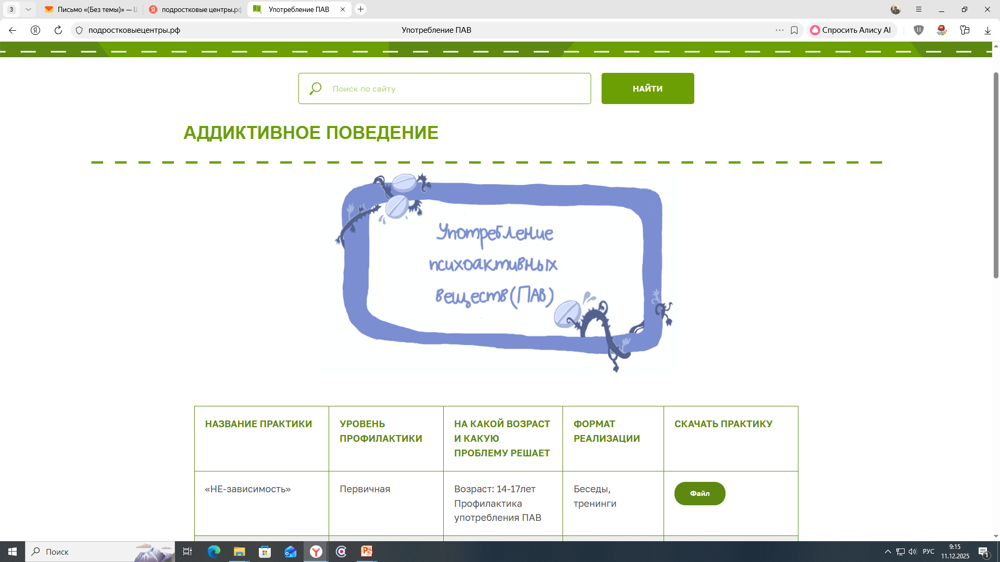 3
Письмо «(Без темы)» —
подростковые центры.рф
Употребление ПАВ
подростковыецентры.рф
Употребление ПАВ
Спросить Алису AI
Поиск по сайту
НАЙТИ
АДДИКТИВНОЕ ПОВЕДЕНИЕ
Употребление
психоактивных
веществ(ПАВ)
НАЗВАНИЕ ПРАКТИКИ
УРОВЕНЬ
ПРОФИЛАКТИКИ
НА КАКОЙ ВОЗРАСТ
И КАКУЮ
ПРОБЛЕМУ РЕШАЕТ
ФОРМАТ
РЕАЛИЗАЦИИ
СКАЧАТЬ ПРАКТИКУ
«НЕ-зависимость»
Первичная
Возраст: 14-17лет
Профилактика
употребления ПАВ
Беседы,
тренинги
Файл
Поиск
РУС
9:15
11.12.2025
1